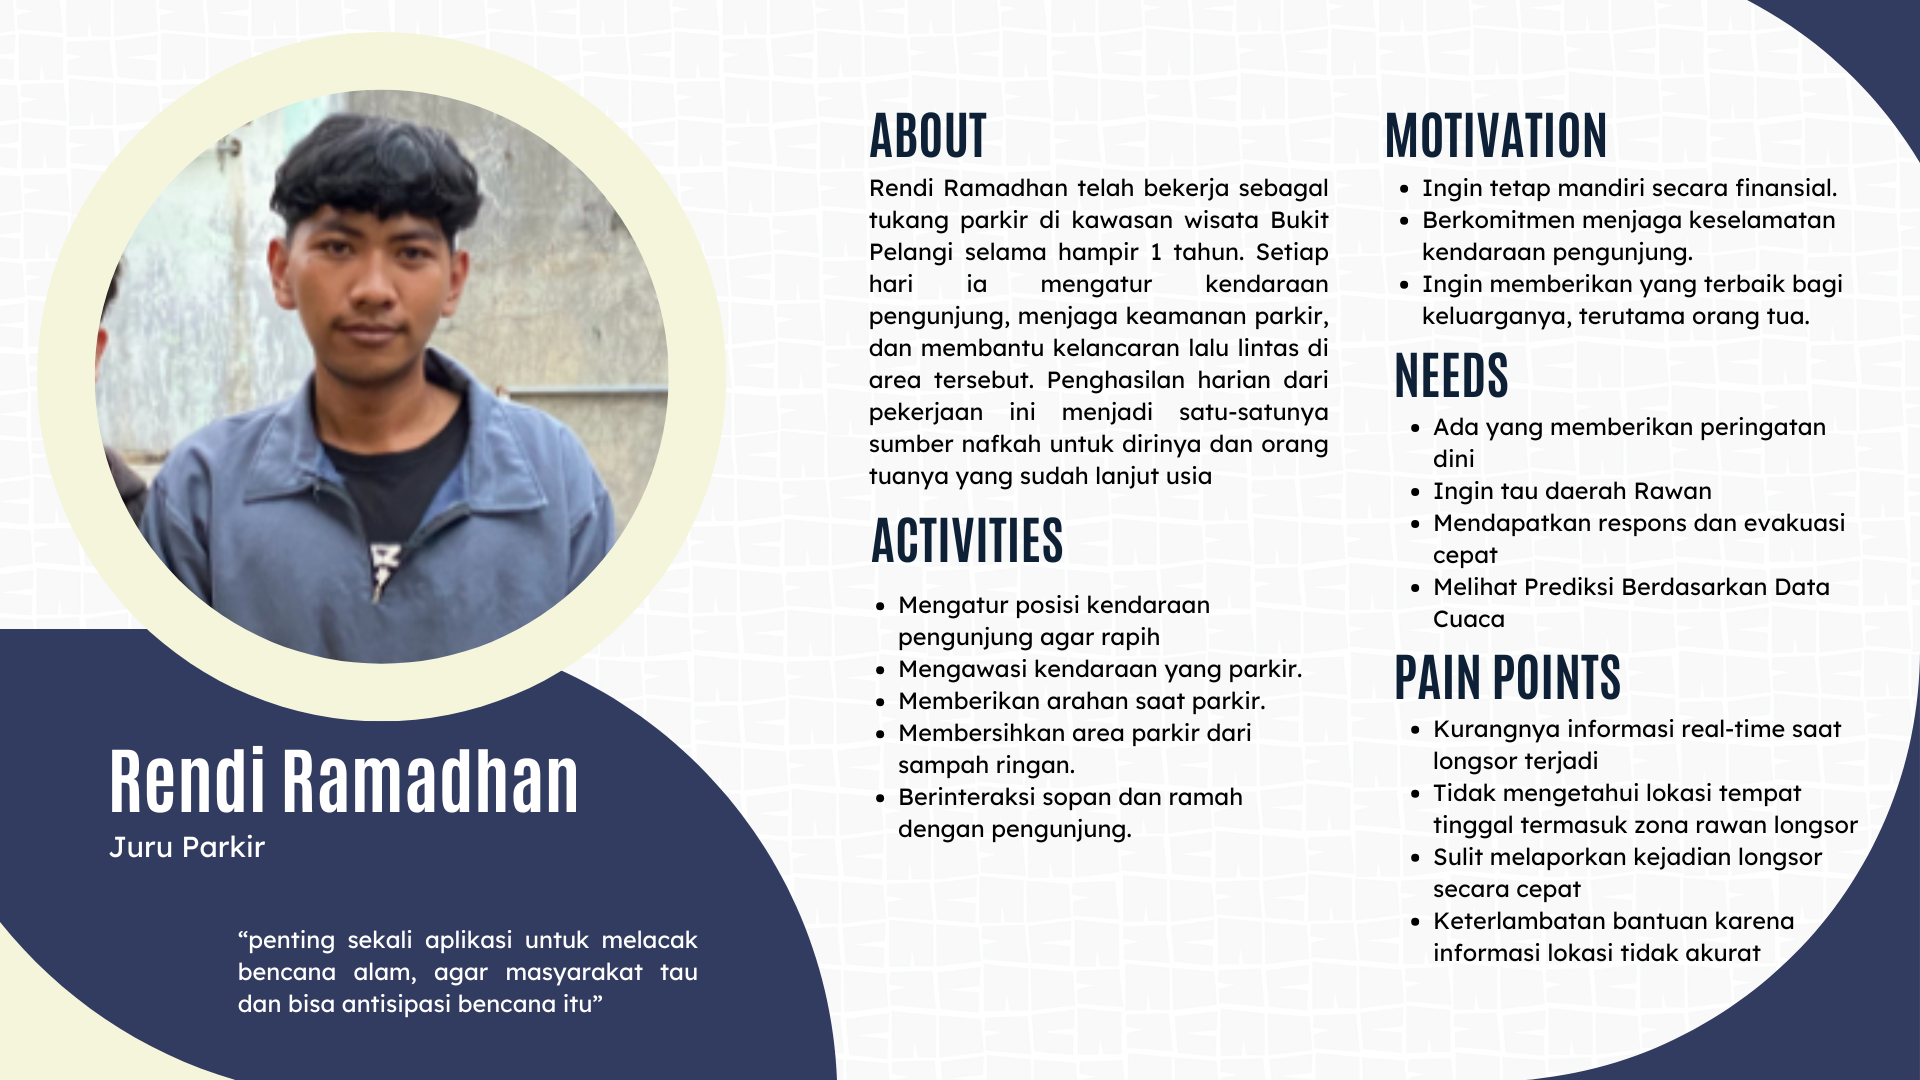 Rendi Ramadhan
Juru Parkir
“penting sekali aplikasi untuk melacak
bencana alam, agar masyarakat tau
dan bisa antisipasi bencana itu”
ABOUT
Rendi Ramadhan telah bekerja sebagal
tukang parkir di kawasan wisata Bukit
Pelangi selama hampir 1 tahun. Setiap
hari ia mengatur kendaraan
pengunjung, menjaga keamanan parkir,
dan membantu kelancaran lalu lintas di
area tersebut. Penghasilan harian dari
pekerjaan ini menjadi satu-satunya
sumber nafkah untuk dirinya dan orang
tuanya yang sudah lanjut usia
ACTIVITIES
• Mengatur posisi kendaraan
pengunjung agar rapih
• Mengawasi kendaraan yang parkir.
• Memberikan arahan saat parkir.
• Membersihkan area parkir dari
sampah ringan.
• Berinteraksi sopan dan ramah
dengan pengunjung.
MOTIVATION
• Ingin tetap mandiri secara finansial.
• Berkomitmen menjaga keselamatan
kendaraan pengunjung.
• Ingin memberikan yang terbaik bagi
keluarganya, terutama orang tua.
NEEDS
• Ada yang memberikan peringatan
dini
• Ingin tau daerah Rawan
• Mendapatkan respons dan evakuasi
cepat
• Melihat Prediksi Berdasarkan Data
Cuaca
PAIN POINTS
• Kurangnya informasi real-time saat
longsor terjadi
• Tidak mengetahui lokasi tempat
tinggal termasuk zona rawan longsor
• Sulit melaporkan kejadian longsor
secara cepat
• Keterlambatan bantuan karena
informasi lokasi tidak akurat